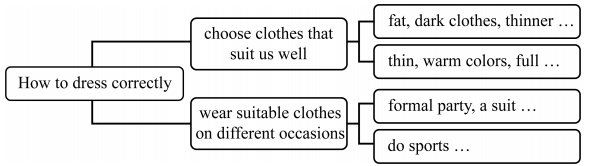 How to dress correctly
choose clothes that
suit us well
fat, dark clothes, thinner …
thin, warm colors, full …
wear suitable clothes
on different occasions
formal party, a suit …
do sports …